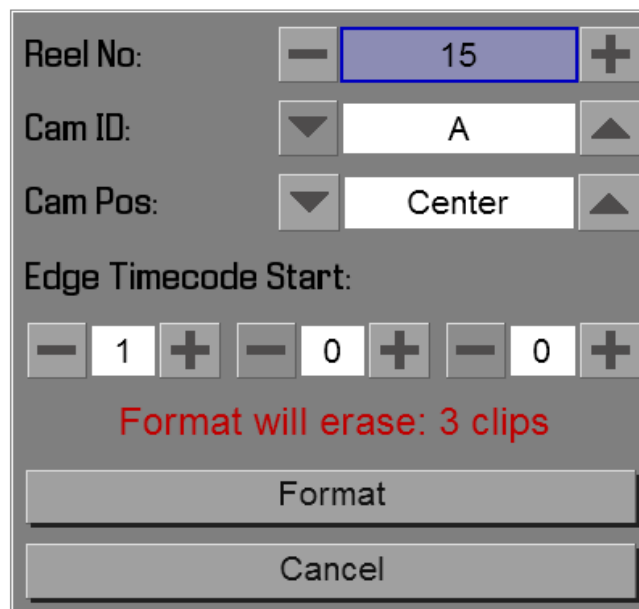 Reel No: 15
Cam ID: A
Cam Pos: Center
Edge Timecode Start:
1 0 0
Format will erase: 3 clips
Format
Cancel